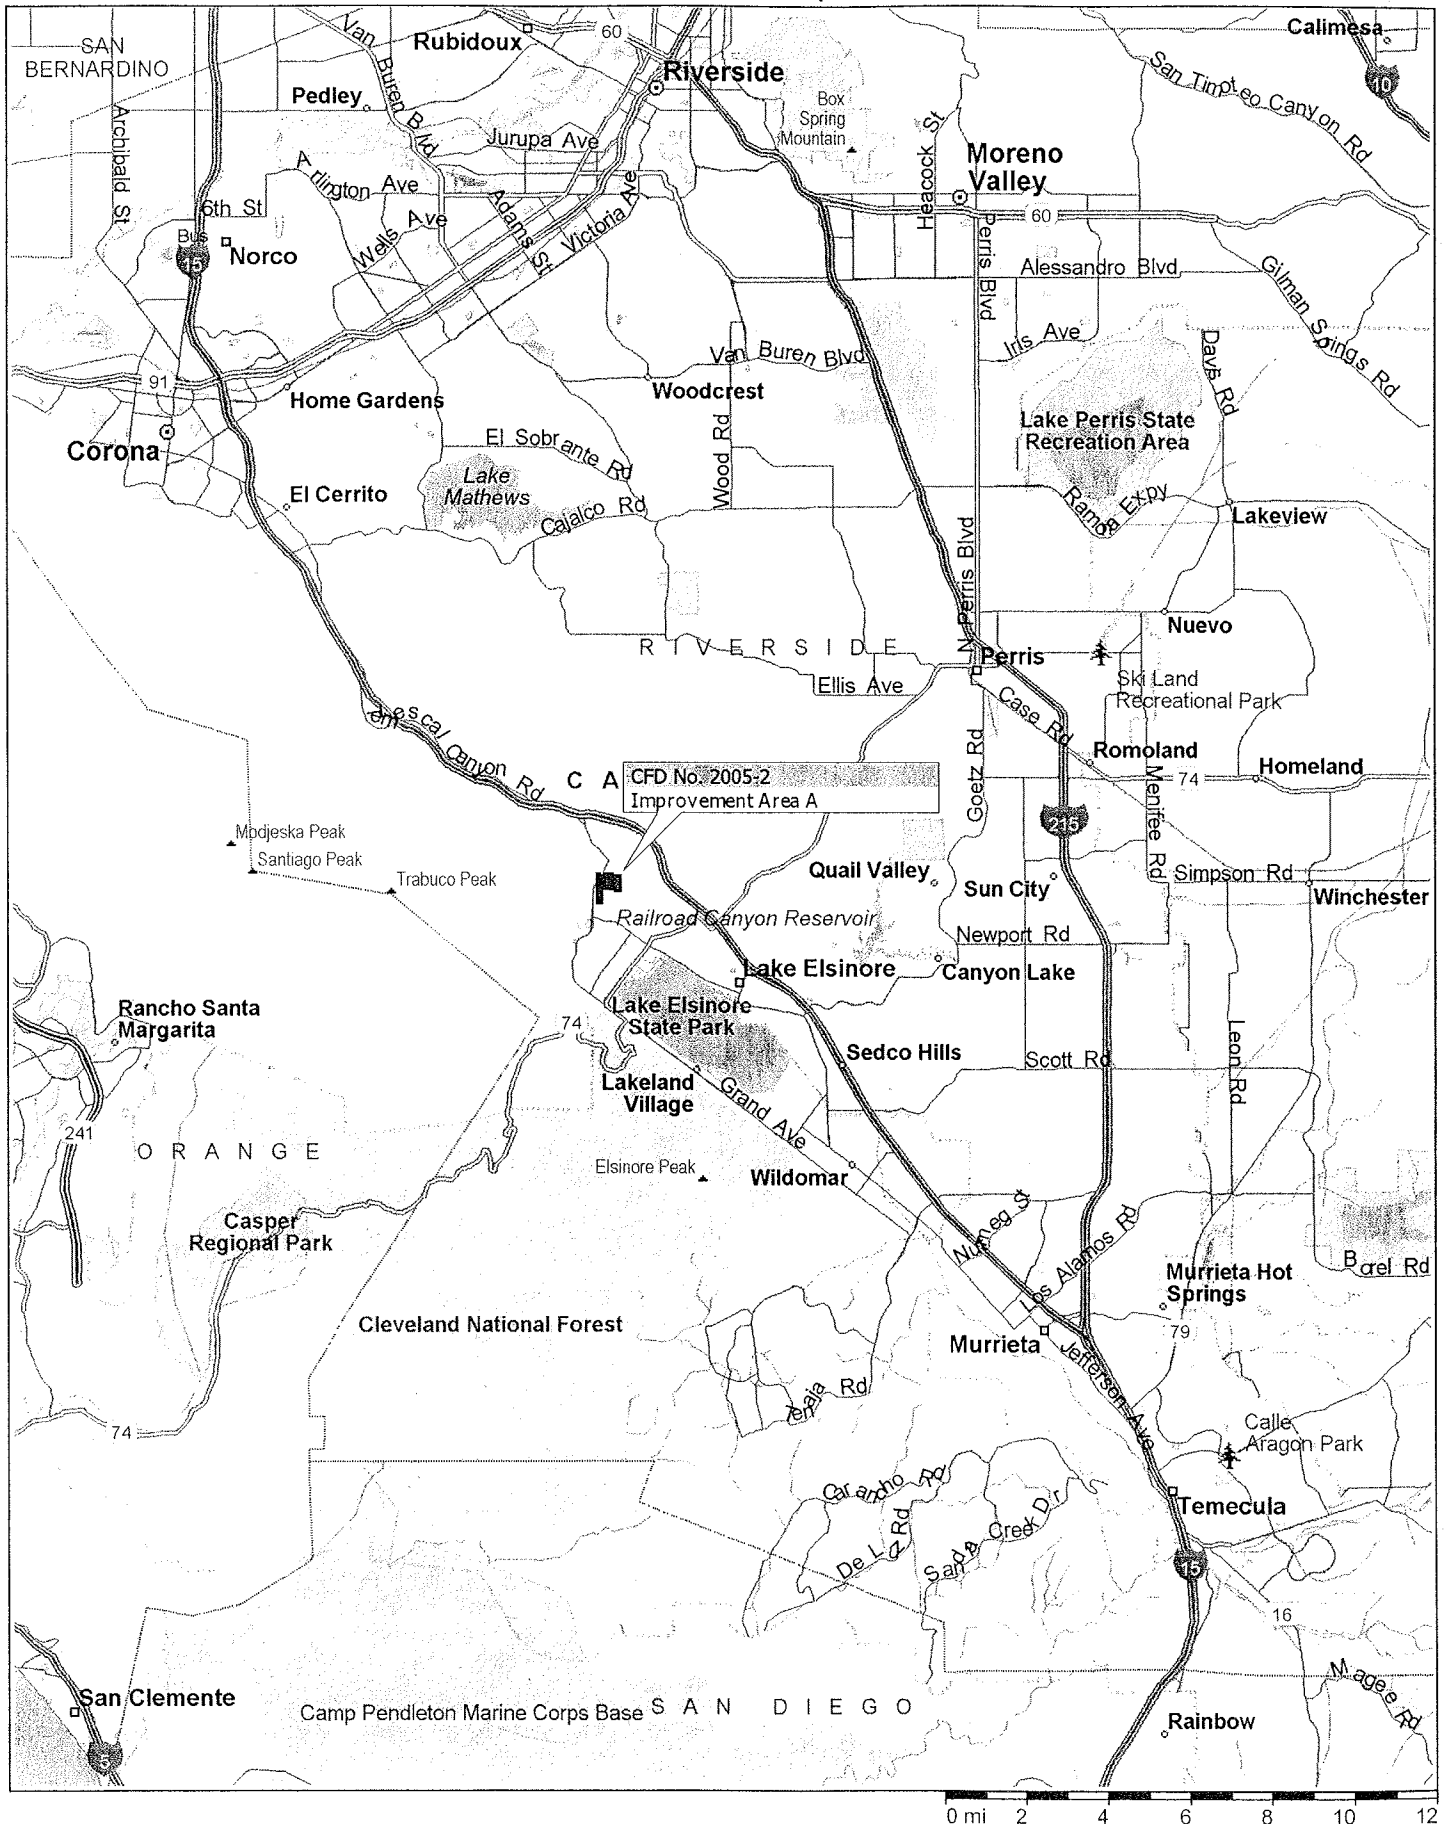 SAN
BERNARDINO
Van
Buren Blvd
Rubidoux
60
Riverside
Calimesa
10
San Timoteo Canyon Rd
Pedley
Archibald St
Box
Spring
Mountain
Jurupa Ave
Heacock St
Moreno
Valley
Arlington Ave
6th St
Wells Ave
Adams St
Victoria Ave
60
Bus
15
Norco
Perris Blvd
Alessandro Blvd
Gilman Springs Rd
Iris Ave
Davis Rd
Van Buren Blvd
91
Home Gardens
Woodcrest
Corona
Lake Perris State
Recreation Area
El Sobrante Rd
Wood Rd
Lake
Mathews
El Cerrito
Cajalco Rd
Ramona Expy
Lakeview
N Perris Blvd
Nuevo
RIVERSIDE
Perris
Ellis Ave
Ski Land
Recreational Park
Case Rd
Temescal Canyon Rd
Goetz Rd
Romoland
Homeland
74
Menifee Rd
C A
CFD No. 2005-2
Improvement Area A
215
Modjeska Peak
Santiago Peak
Trabuco Peak
Quail Valley
Sun City
Simpson Rd
Winchester
Railroad Canyon Reservoir
Newport Rd
Lake Elsinore
Canyon Lake
Rancho Santa
Margarita
Lake Elsinore
State Park
74
Leon Rd
Sedco Hills
Scott Rd
Lakeland
Village
Grand Ave
241
ORANGE
Elsinore Peak
Wildomar
Casper
Regional Park
Nutmeg St
Los Alamos Rd
Borel Rd
Murrieta Hot
Springs
Cleveland National Forest
Murrieta
79
Jefferson Ave
Tenaja Rd
74
Calle
Aragon Park
Carancho Rd
De Luz Rd
Sandia Creek Dr
Temecula
15
16
Magee Rd
San Clemente
Camp Pendleton Marine Corps Base
SAN DIEGO
Rainbow
5
0 mi 2 4 6 8 10 12